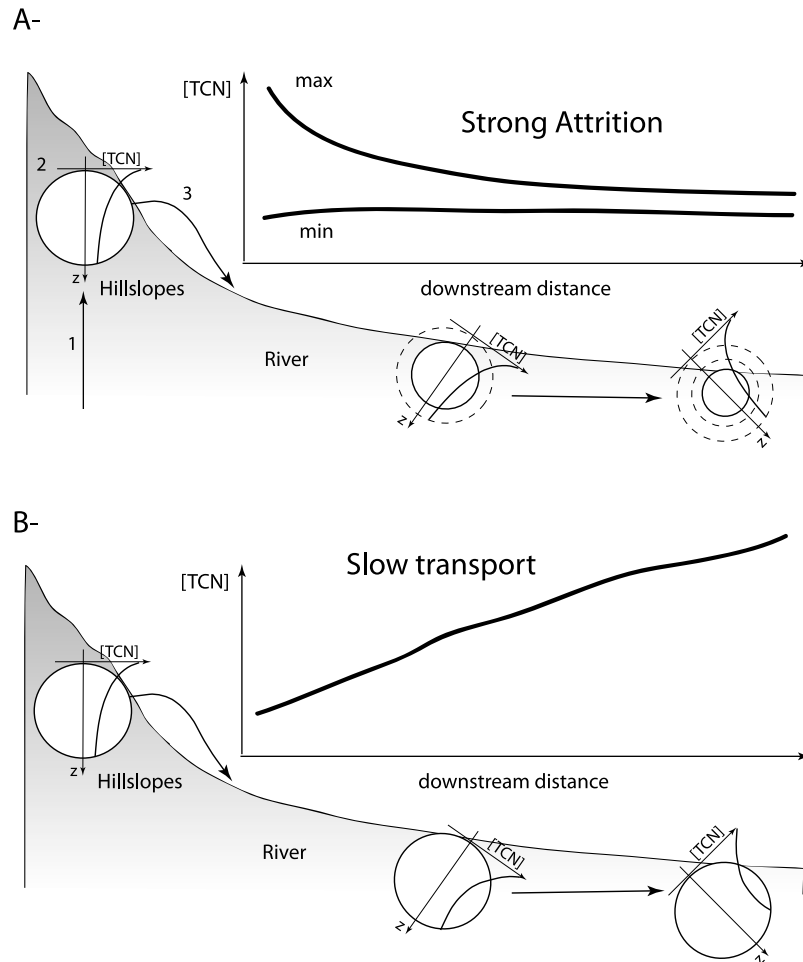 A-
[TCN]
max
Strong Attrition
2
[TCN]
3
min
z
Hillslopes
downstream distance
1
River
[TCN]
z
[TCN]
z
B-
[TCN]
Slow transport
[TCN]
z
Hillslopes
downstream distance
River
[TCN]
z
[TCN]
z